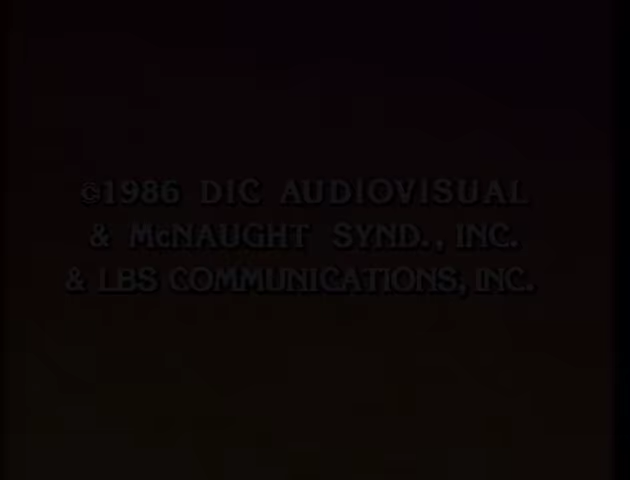 ©1986 DIC AUDIOVISUAL
& McNAUGHT SYND., INC.
& LBS COMMUNICATIONS, INC.